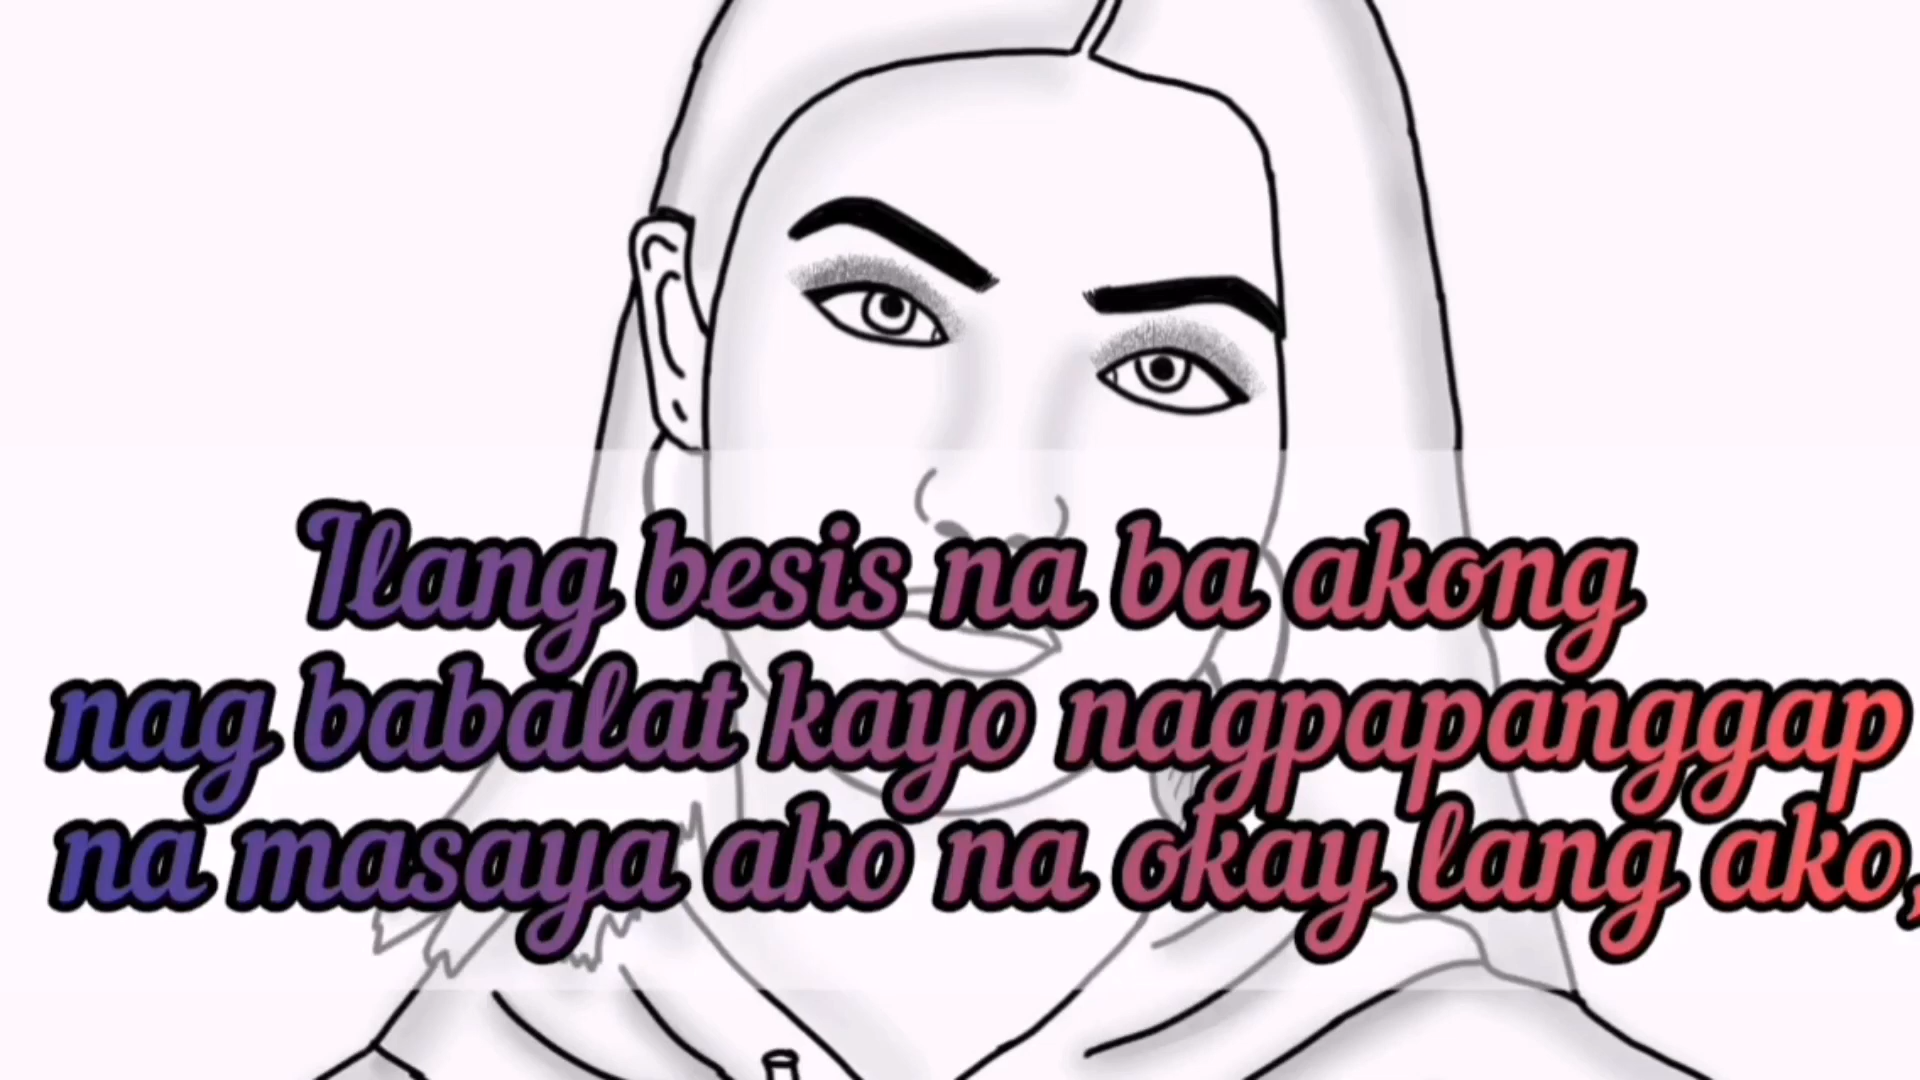 Ilang besis na ba akong
nag babalat kayo nagpapanggap
na masaya ako na okay lang ako,